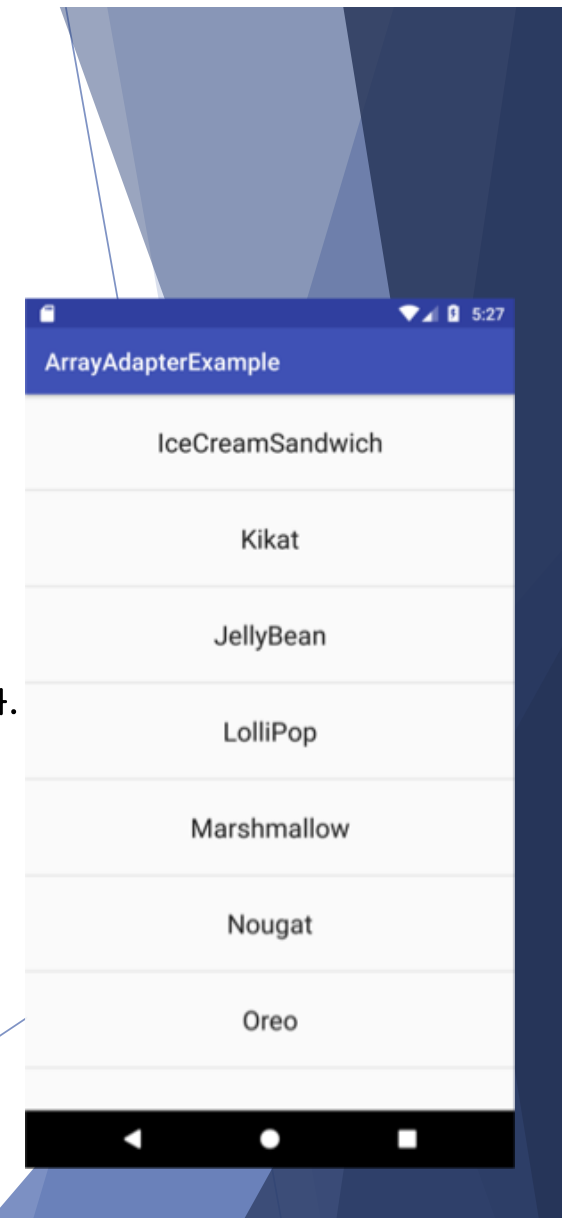 5:27
ArrayAdapterExample
IceCreamSandwich
Kikat
JellyBean
LolliPop
Marshmallow
Nougat
Oreo